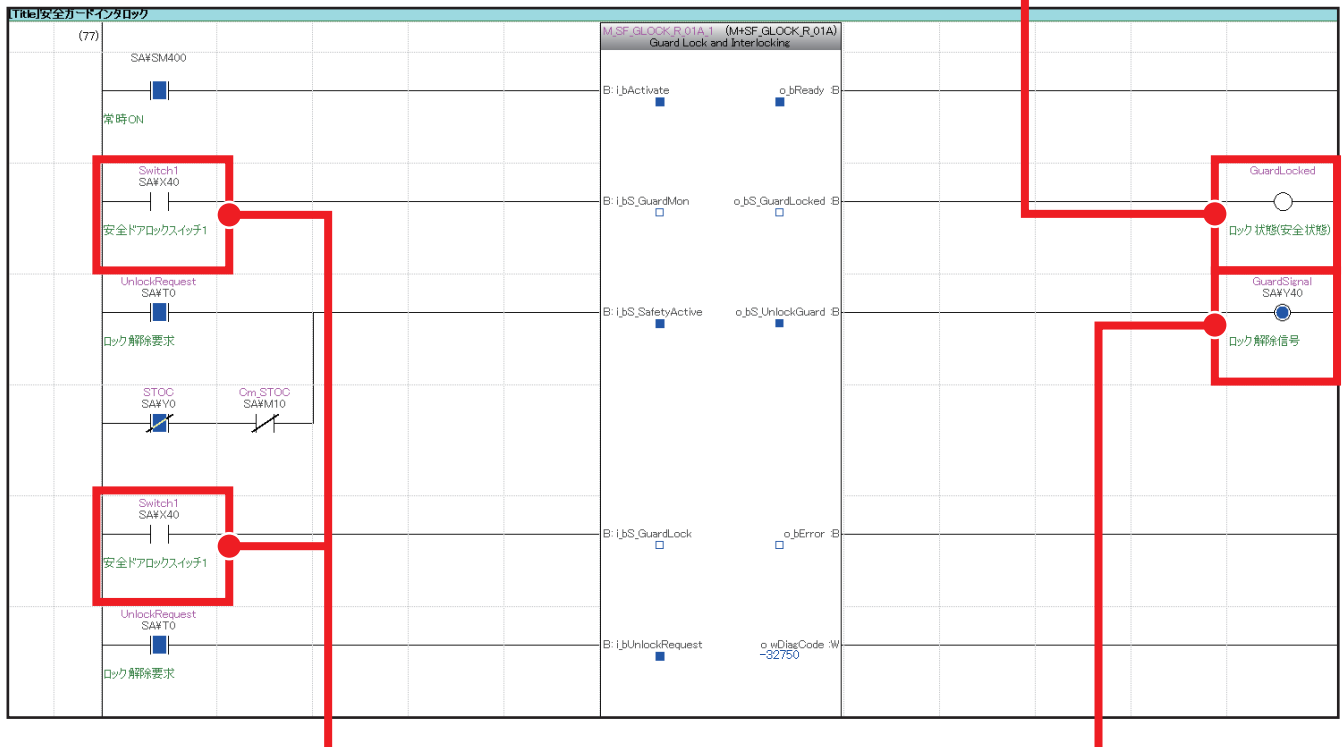 [Title]安全ガードインタロック
(77)
M_SF_GLOCK_R_01A_1 (M+SF_GLOCK_R_01A)
Guard Lock and Interlocking
SA¥SM400
B: i_bActivate
o_bReady :B
常時ON
Switch1
SA¥X40
B: i_bS_GuardMon
o_bS_GuardLocked :B
GuardLocked
安全ドアロックスイッチ1
ロック状態(安全状態)
UnlockRequest
SA¥T0
B: i_bS_SafetyActive
o_bS_UnlockGuard :B
GuardSignal
SA¥Y40
ロック解除要求
ロック解除信号
STOC
SA¥Y0
Cm_STOC
SA¥M10
Switch1
SA¥X40
B: i_bS_GuardLock
o_bError :B
安全ドアロックスイッチ1
UnlockRequest
SA¥T0
B: i_bUnlockRequest
o_wDiagCode :W
-32750
ロック解除要求